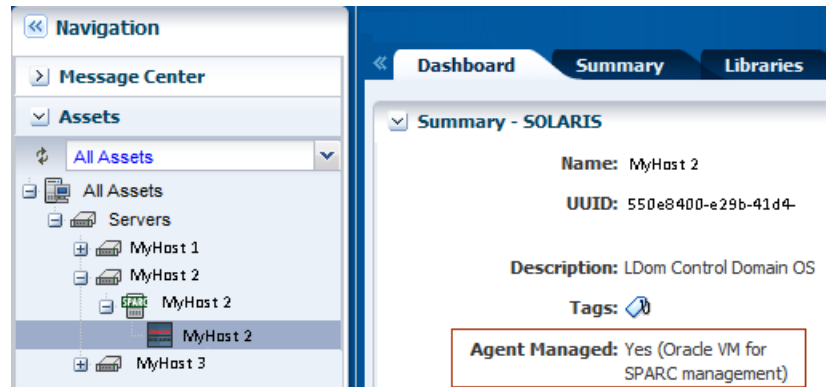 Navigation
Message Center
Assets
All Assets
All Assets
Servers
MyHost 1
MyHost 2
SPARC
MyHost 2
MyHost 2
MyHost 3
Dashboard
Summary
Libraries
Summary - SOLARIS
Name: MyHost 2
UUID: 550e8400-e29b-41d4-
Description: LDom Control Domain OS
Tags:
Agent Managed: Yes (Oracle VM for
SPARC management)